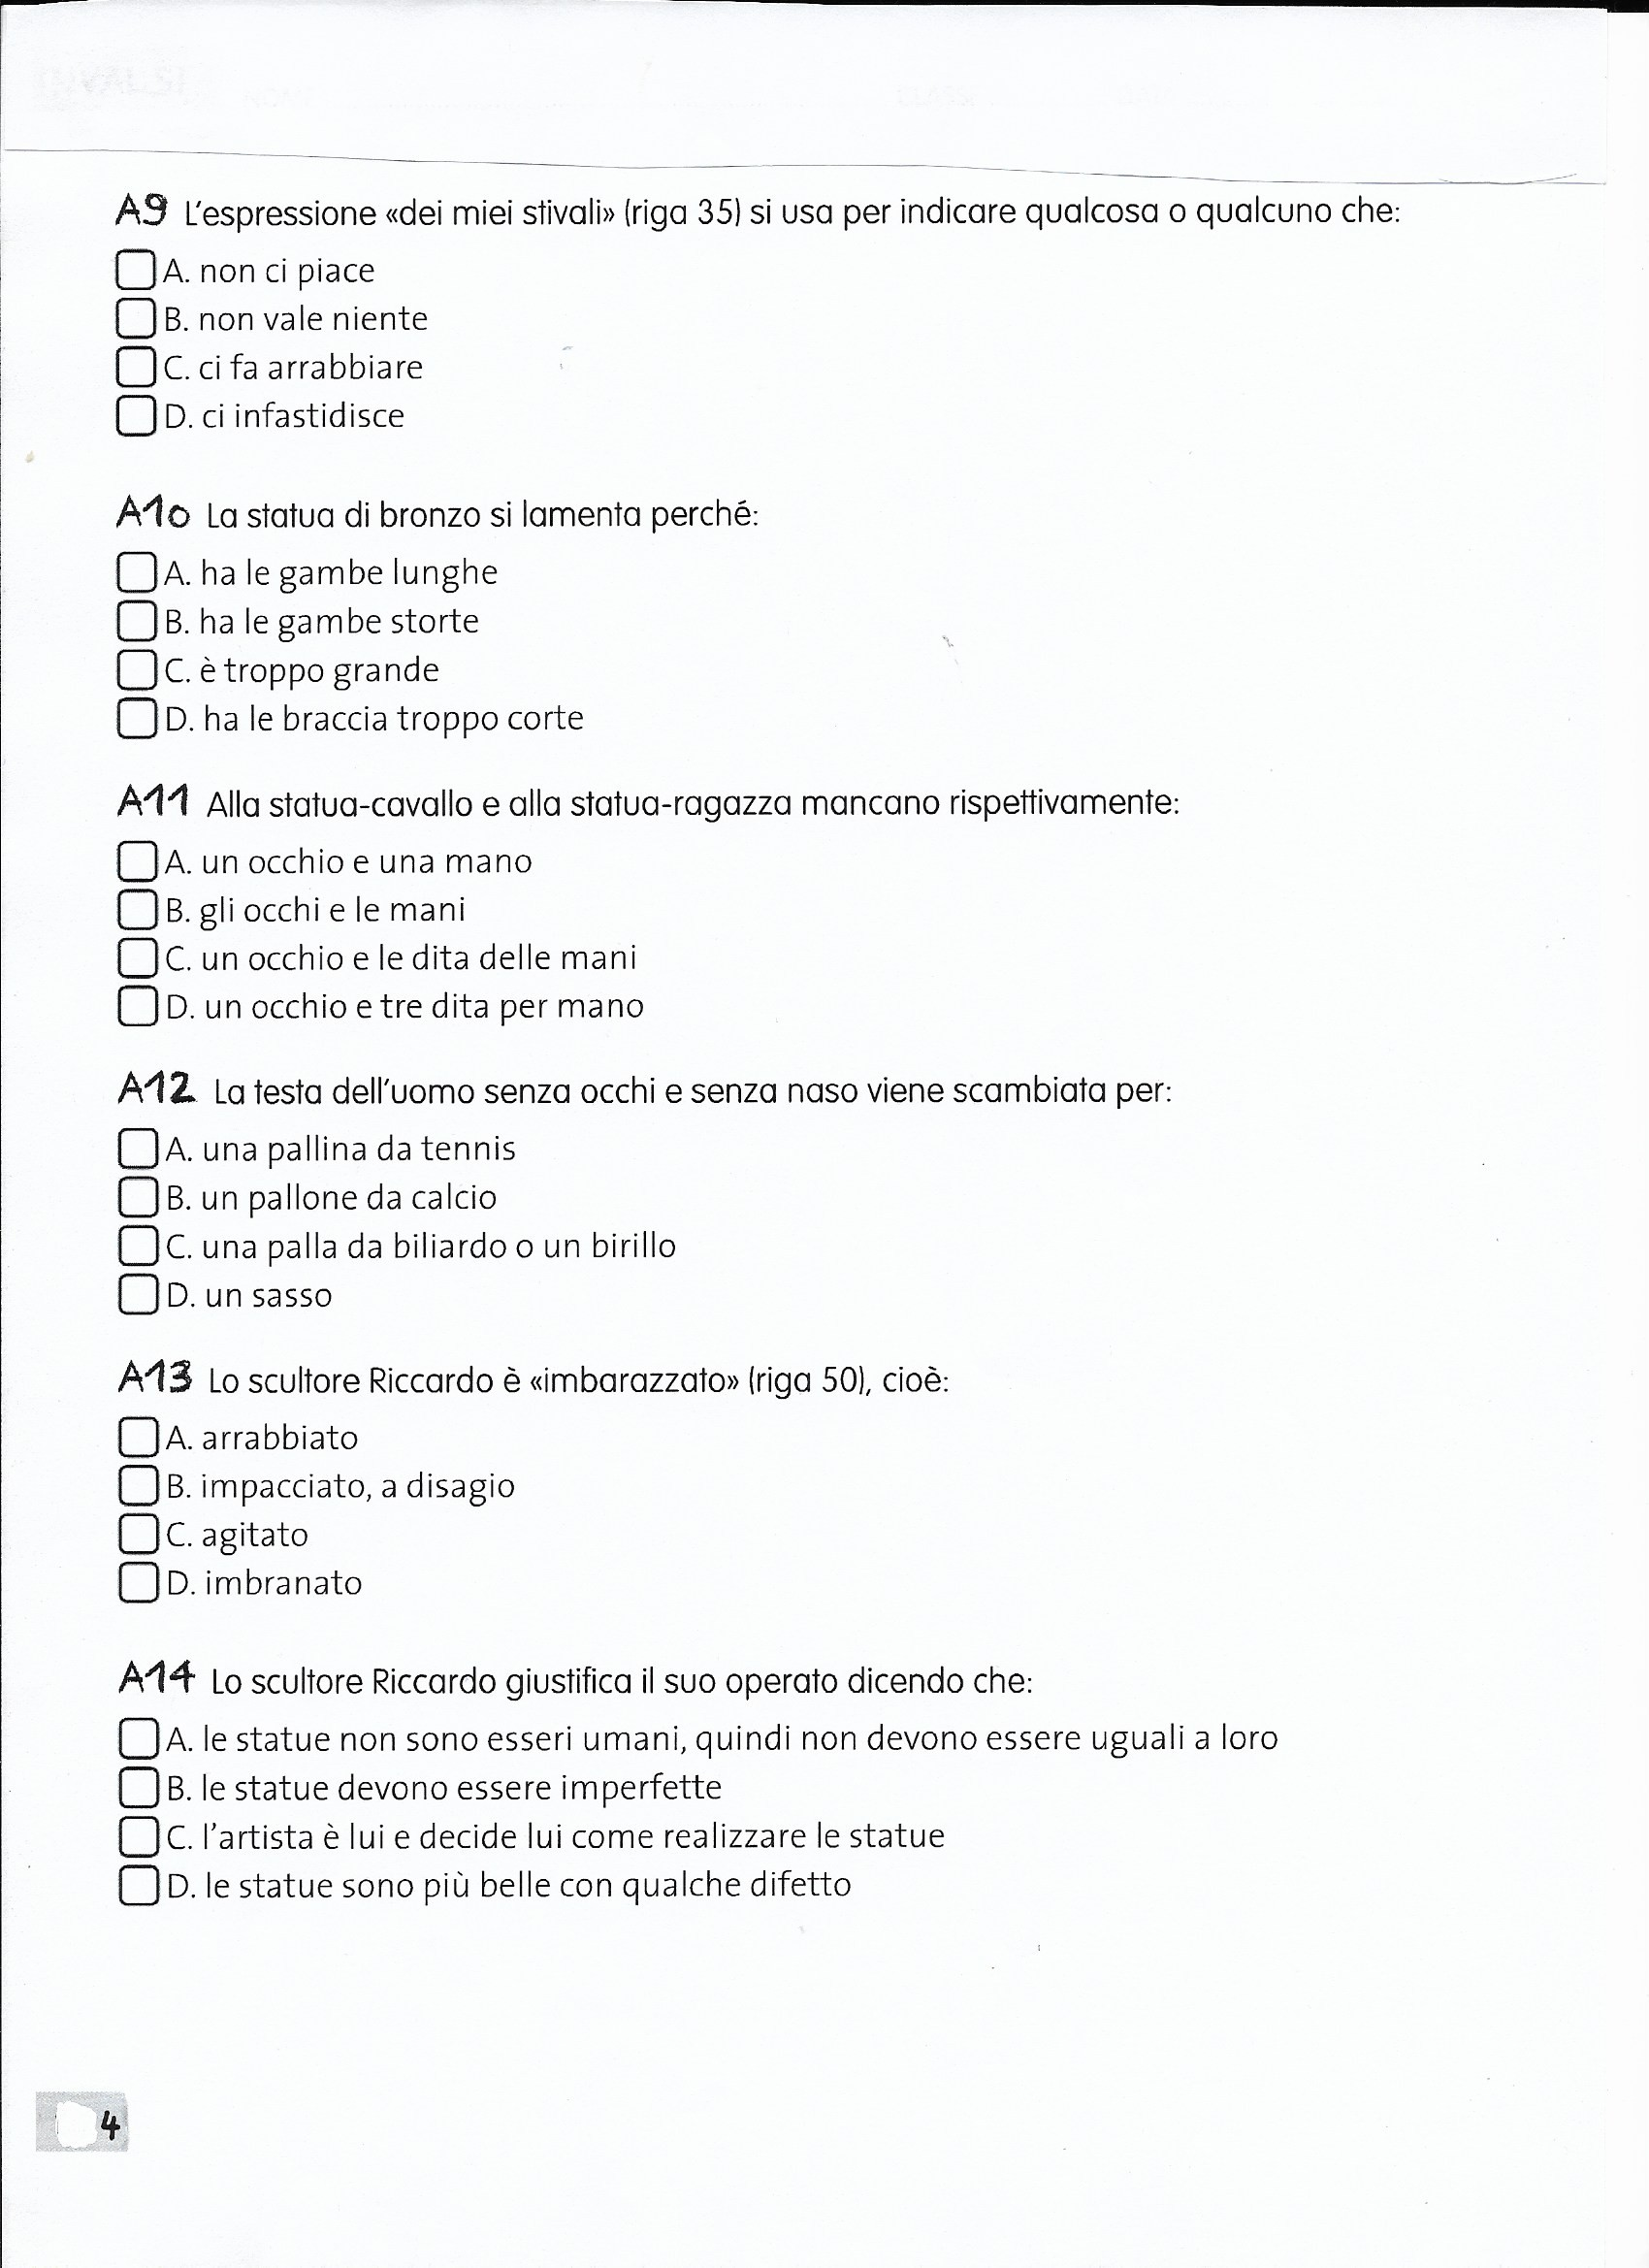 A9 L'espressione «dei miei stivali» (riga 35) si usa per indicare qualcosa o qualcuno che:
A. non ci piace
B. non vale niente
C. ci fa arrabbiare
D. ci infastidisce
A10 La statua di bronzo si lamenta perché:
A. ha le gambe lunghe
B. ha le gambe storte
C. è troppo grande
D. ha le braccia troppo corte
A11 Alla statua-cavallo e alla statua-ragazza mancano rispettivamente:
A. un occhio e una mano
B. gli occhi e le mani
C. un occhio e le dita delle mani
D. un occhio e tre dita per mano
A12 La testa dell'uomo senza occhi e senza naso viene scambiata per:
A. una pallina da tennis
B. un pallone da calcio
C. una palla da biliardo o un birillo
D. un sasso
A13 Lo scultore Riccardo è «imbarazzato» (riga 50), cioè:
A. arrabbiato
B. impacciato, a disagio
C. agitato
D. imbranato
A14 Lo scultore Riccardo giustifica il suo operato dicendo che:
A. le statue non sono esseri umani, quindi non devono essere uguali a loro
B. le statue devono essere imperfette
C. l'artista è lui e decide lui come realizzare le statue
D. le statue sono più belle con qualche difetto
4